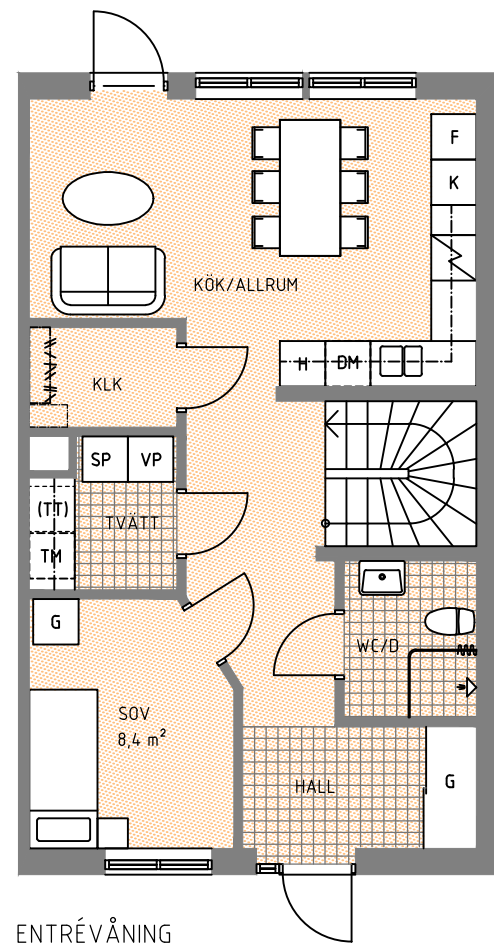 F
K
KÖK/ALLRUM
H DM
KLK
SP VP
(TT)
TVÄTT
TM
G
WC/D
SOV
8,4 m²
HALL
G
ENTRÉVÅNING